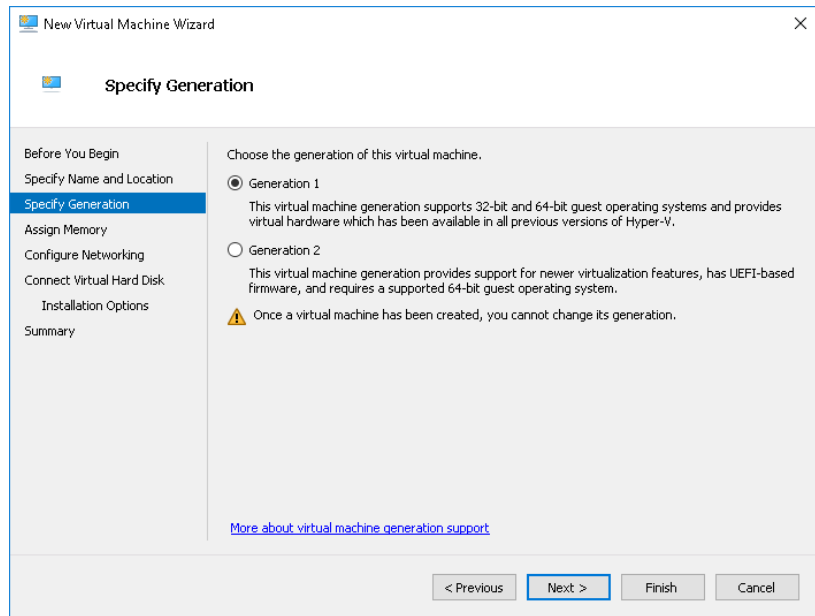 New Virtual Machine Wizard
Specify Generation
Before You Begin
Specify Name and Location
Specify Generation
Assign Memory
Configure Networking
Connect Virtual Hard Disk
Installation Options
Summary
Choose the generation of this virtual machine.
Generation 1
This virtual machine generation supports 32-bit and 64-bit guest operating systems and provides
virtual hardware which has been available in all previous versions of Hyper-V.
Generation 2
This virtual machine generation provides support for newer virtualization features, has UEFI-based
firmware, and requires a supported 64-bit guest operating system.
Once a virtual machine has been created, you cannot change its generation.
More about virtual machine generation support
< Previous
Next >
Finish
Cancel